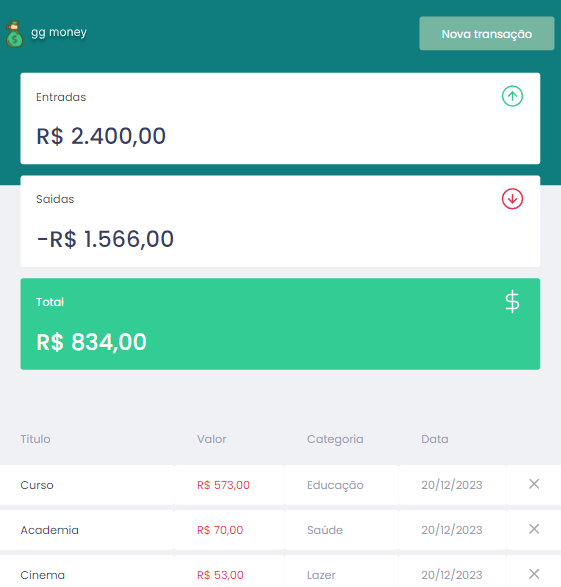 gg money
Nova transação
Entradas
R$ 2.400,00
Saídas
-R$ 1.566,00
Total
R$ 834,00
Título Valor Categoria Data
Curso R$ 573,00 Educação 20/12/2023
Academia R$ 70,00 Saúde 20/12/2023
Cinema R$ 53,00 Lazer 20/12/2023